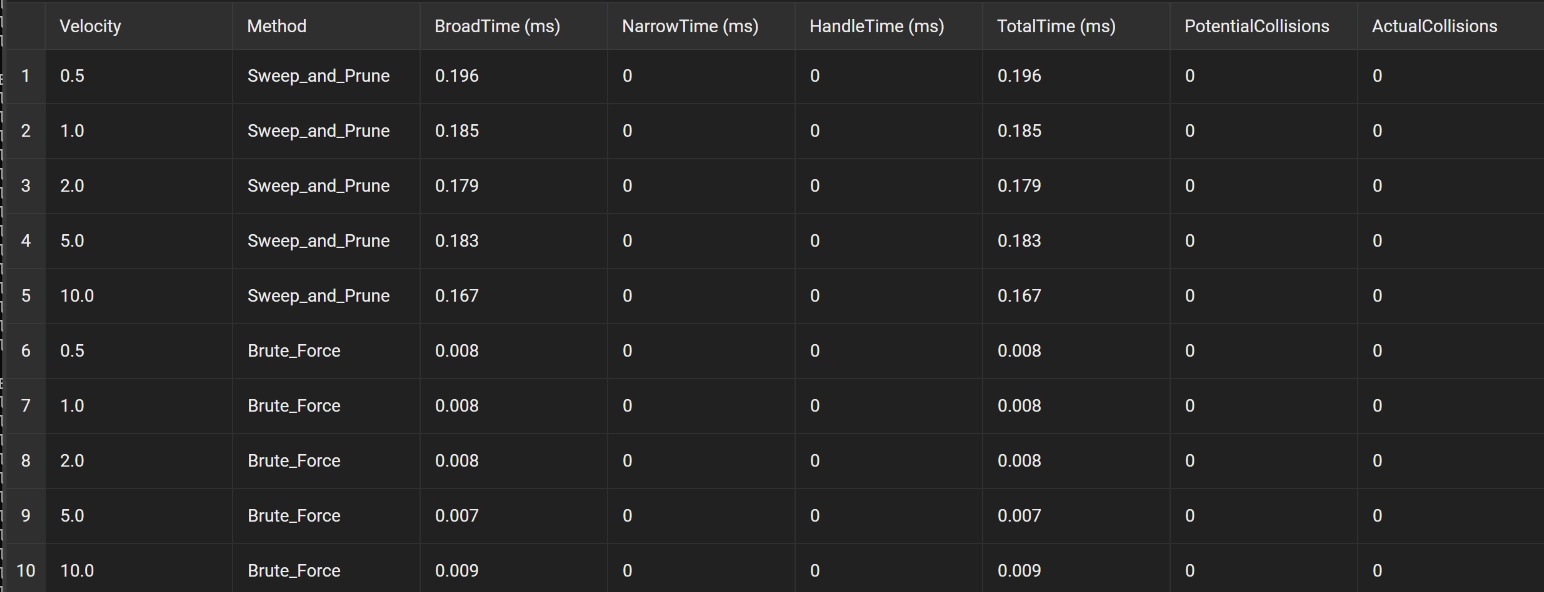 Velocity Method BroadTime (ms) NarrowTime (ms) HandleTime (ms) TotalTime (ms) PotentialCollisions ActualCollisions
1 0.5 Sweep_and_Prune 0.196 0 0 0.196 0 0
2 1.0 Sweep_and_Prune 0.185 0 0 0.185 0 0
3 2.0 Sweep_and_Prune 0.179 0 0 0.179 0 0
4 5.0 Sweep_and_Prune 0.183 0 0 0.183 0 0
5 10.0 Sweep_and_Prune 0.167 0 0 0.167 0 0
6 0.5 Brute_Force 0.008 0 0 0.008 0 0
7 1.0 Brute_Force 0.008 0 0 0.008 0 0
8 2.0 Brute_Force 0.008 0 0 0.008 0 0
9 5.0 Brute_Force 0.007 0 0 0.007 0 0
10 10.0 Brute_Force 0.009 0 0 0.009 0 0